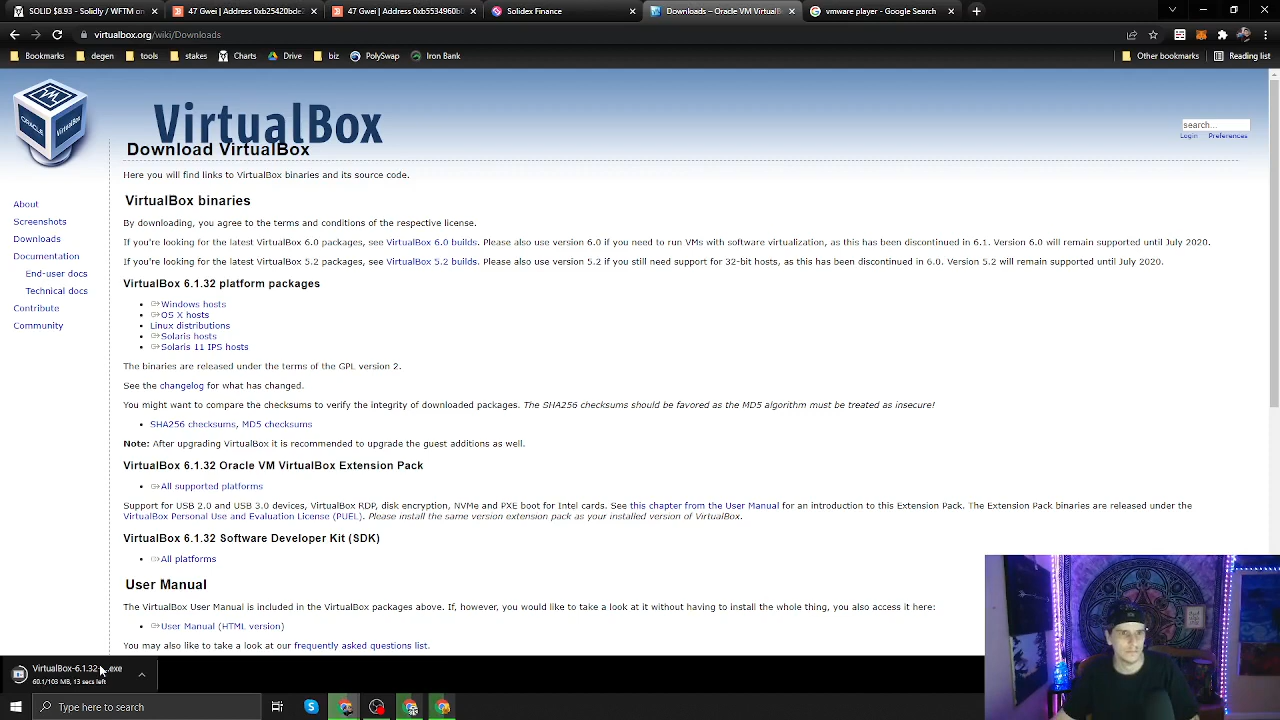 SOLID $8.93 – Solidly / WFTM on
47 Gwei | Address 0xb25420bde2
47 Gwei | Address 0xb5534960b
Solidex Finance
Downloads – Oracle VM VirtualB
vmware player - Google Search
virtualbox.org/wiki/Downloads
Bookmarks
degen
tools
stakes
Charts
Drive
biz
PolySwap
Iron Bank
Other bookmarks
Reading list
ORACLE
VM
VirtualBox
VirtualBox
search...
Login
Preferences
Download VirtualBox
Here you will find links to VirtualBox binaries and its source code.
About
Screenshots
Downloads
Documentation
End-user docs
Technical docs
Contribute
Community
VirtualBox binaries
By downloading, you agree to the terms and conditions of the respective license.
If you're looking for the latest VirtualBox 6.0 packages, see VirtualBox 6.0 builds. Please also use version 6.0 if you need to run VMs with software virtualization, as this has been discontinued in 6.1. Version 6.0 will remain supported until July 2020.
If you're looking for the latest VirtualBox 5.2 packages, see VirtualBox 5.2 builds. Please also use version 5.2 if you still need support for 32-bit hosts, as this has been discontinued in 6.0. Version 5.2 will remain supported until July 2020.
VirtualBox 6.1.32 platform packages
Windows hosts
OS X hosts
Linux distributions
Solaris hosts
Solaris 11 IPS hosts
The binaries are released under the terms of the GPL version 2.
See the changelog for what has changed.
You might want to compare the checksums to verify the integrity of downloaded packages. The SHA256 checksums should be favored as the MD5 algorithm must be treated as insecure!
SHA256 checksums, MD5 checksums
Note: After upgrading VirtualBox it is recommended to upgrade the guest additions as well.
VirtualBox 6.1.32 Oracle VM VirtualBox Extension Pack
All supported platforms
Support for USB 2.0 and USB 3.0 devices, VirtualBox RDP, disk encryption, NVMe and PXE boot for Intel cards. See this chapter from the User Manual for an introduction to this Extension Pack. The Extension Pack binaries are released under the
VirtualBox Personal Use and Evaluation License (PUEL). Please install the same version extension pack as your installed version of VirtualBox.
VirtualBox 6.1.32 Software Developer Kit (SDK)
All platforms
User Manual
The VirtualBox User Manual is included in the VirtualBox packages above. If, however, you would like to take a look at it without having to install the whole thing, you also access it here:
User Manual (HTML version)
You may also like to take a look at our frequently asked questions list.
VirtualBox-6.1.32-....exe
60.1/103 MB, 13 secs left
Type here to search